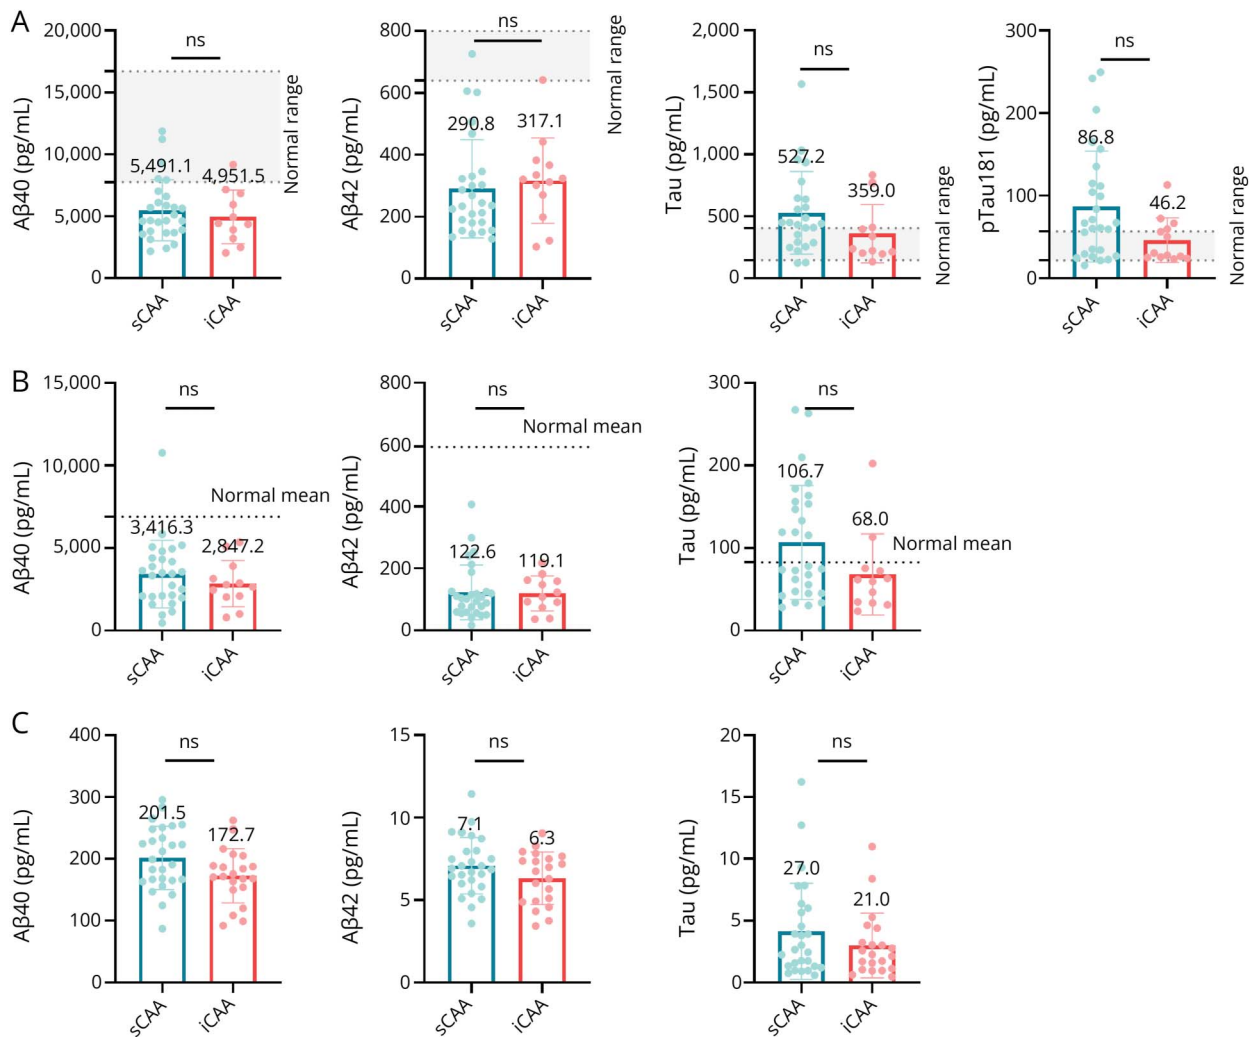 A
Aβ40 (pg/mL)
20,000
15,000
10,000
5,000
0
ns
5,491.1
4,951.5
Normal range
sCAA
iCAA
Aβ42 (pg/mL)
800
600
400
200
0
ns
290.8
317.1
Normal range
sCAA
iCAA
Tau (pg/mL)
2,000
1,500
1,000
500
0
ns
527.2
359.0
Normal range
sCAA
iCAA
pTau181 (pg/mL)
300
200
100
0
ns
86.8
46.2
Normal range
sCAA
iCAA
B
Aβ40 (pg/mL)
15,000
10,000
5,000
0
ns
Normal mean
3,416.3
2,847.2
sCAA
iCAA
Aβ42 (pg/mL)
800
600
400
200
0
ns
Normal mean
122.6
119.1
sCAA
iCAA
Tau (pg/mL)
300
200
100
0
ns
106.7
68.0
Normal mean
sCAA
iCAA
C
Aβ40 (pg/mL)
400
300
200
100
0
ns
201.5
172.7
sCAA
iCAA
Aβ42 (pg/mL)
15
10
5
0
ns
7.1
6.3
sCAA
iCAA
Tau (pg/mL)
20
15
10
5
0
ns
27.0
21.0
sCAA
iCAA